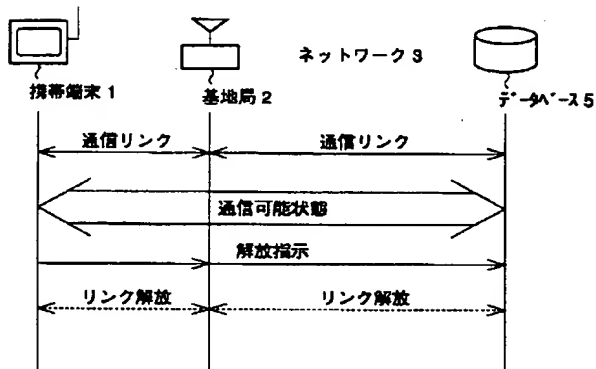 ネットワーク 3
携帯端末 1
基地局 2
データベース 5
通信リンク
通信リンク
通信可能状態
解放指示
リンク解放
リンク解放